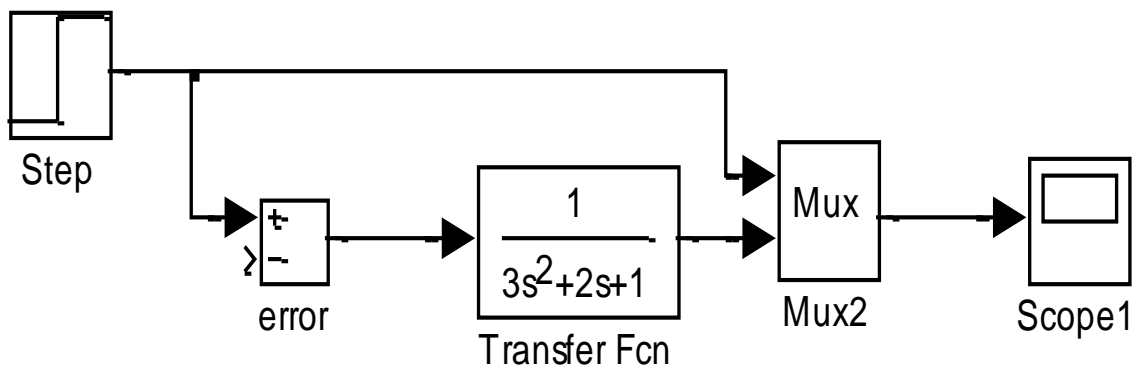 Step
+
−
error
1
3s²+2s+1
Transfer Fcn
Mux
Mux2
Scope1